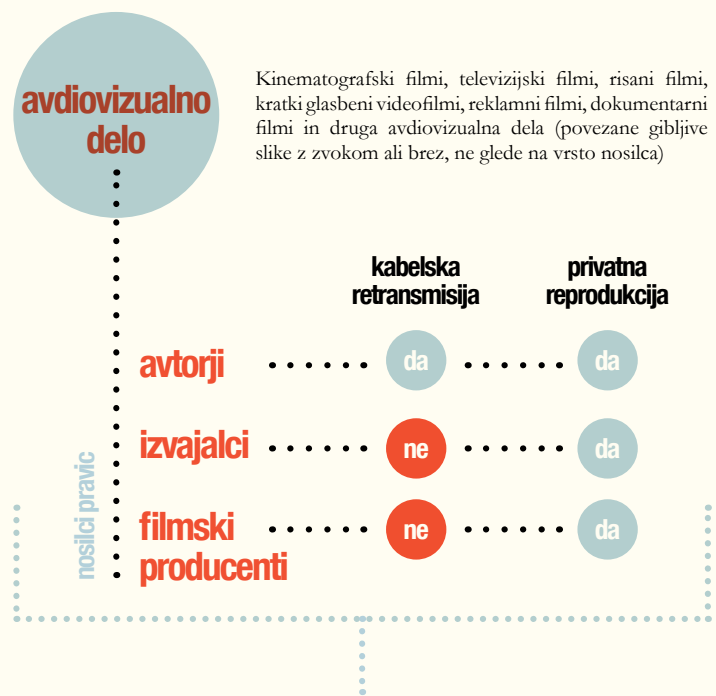 avdiovizualno
delo
Kinematografski filmi, televizijski filmi, risani filmi,
kratki glasbeni videofilmi, reklamni filmi, dokumentarni
filmi in druga avdiovizualna dela (povezane gibljive
slike z zvokom ali brez, ne glede na vrsto nosilca)
kabelska
retransmisija
privatna
reprodukcija
nosilci pravic
avtorji da da
izvajalci ne da
filmski
producenti ne da